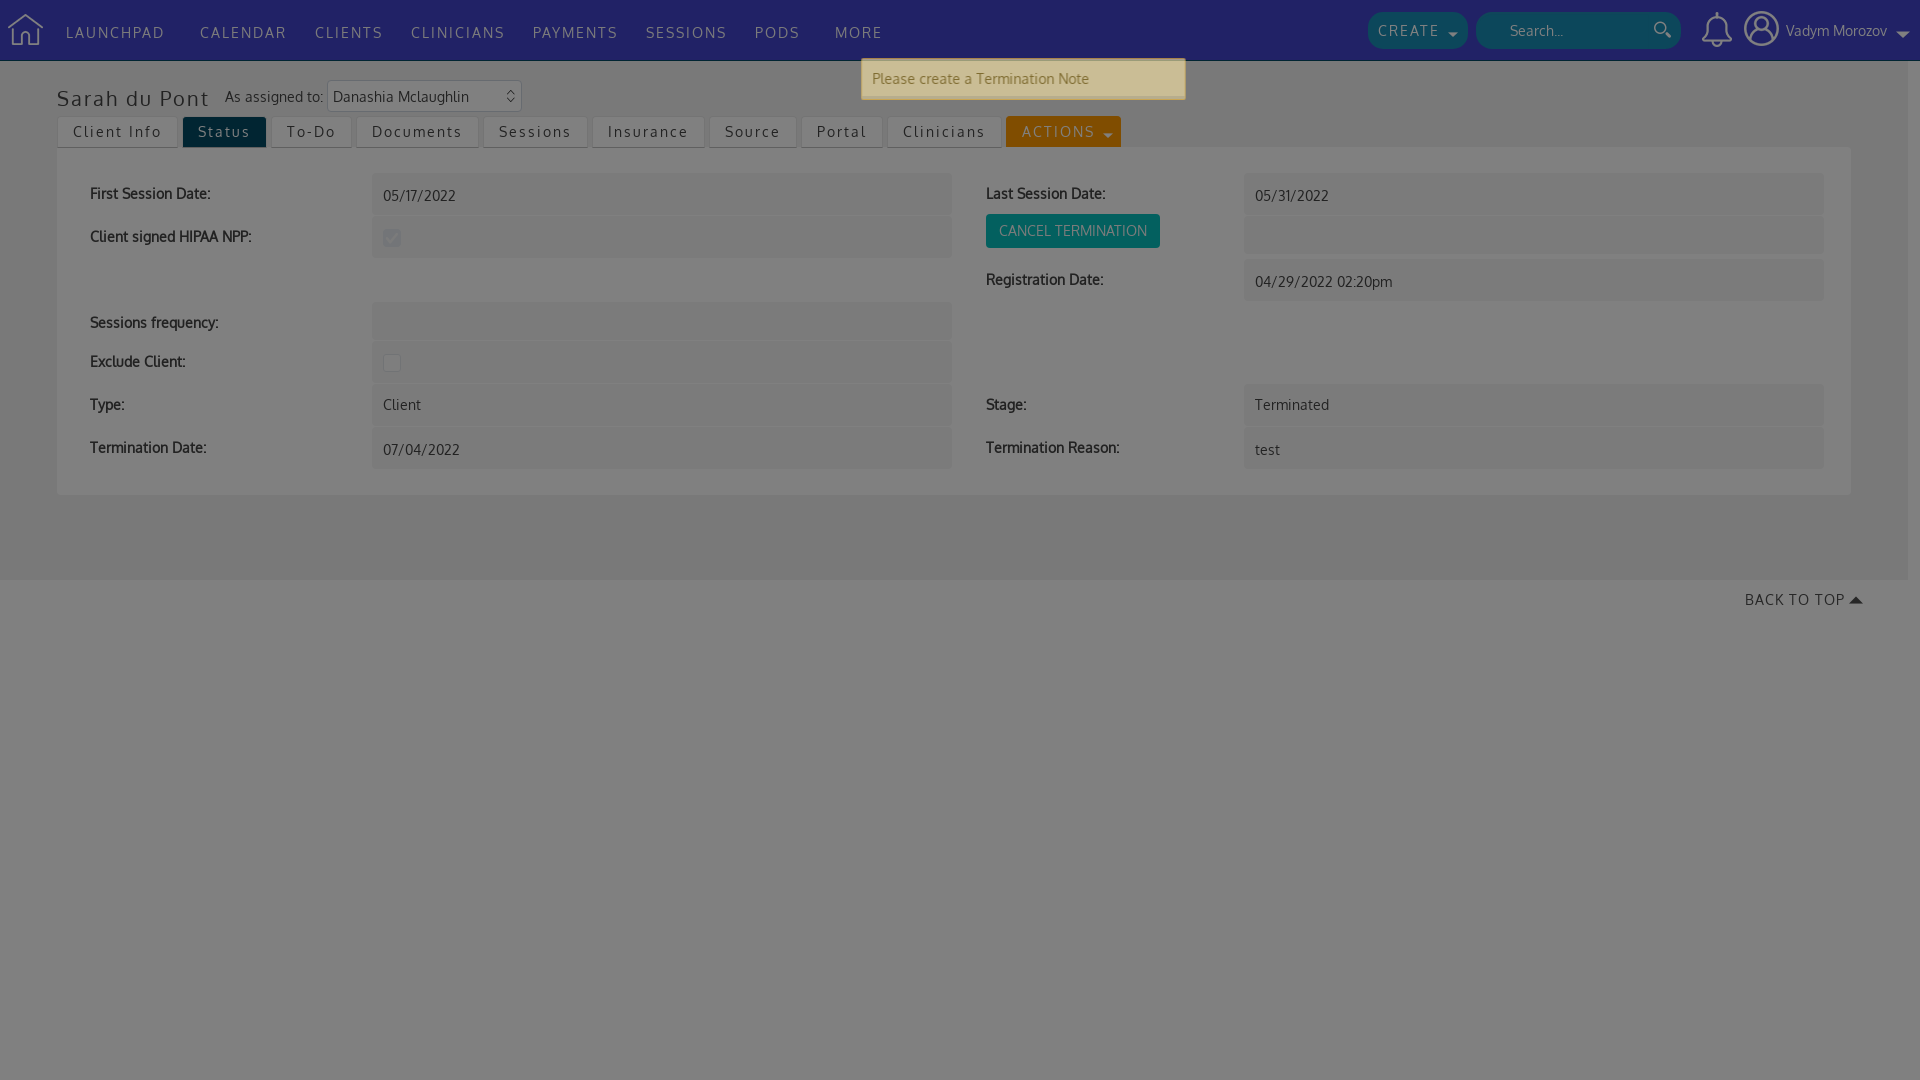 LAUNCHPAD CALENDAR CLIENTS CLINICIANS PAYMENTS SESSIONS PODS MORE CREATE Search... Vadym Morozov
Please create a Termination Note
Sarah du Pont As assigned to: Danashia Mclaughlin
Client Info Status To-Do Documents Sessions Insurance Source Portal Clinicians ACTIONS
First Session Date: 05/17/2022 Last Session Date: 05/31/2022
Client signed HIPAA NPP: CANCEL TERMINATION
Registration Date: 04/29/2022 02:20pm
Sessions frequency:
Exclude Client:
Type: Client Stage: Terminated
Termination Date: 07/04/2022 Termination Reason: test
BACK TO TOP